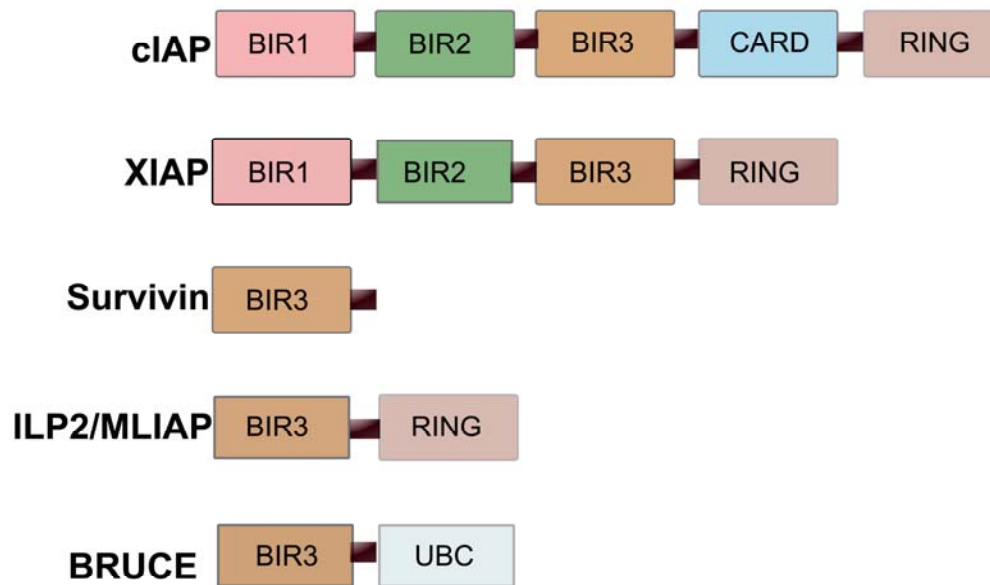 cIAP BIR1 BIR2 BIR3 CARD RING
XIAP BIR1 BIR2 BIR3 RING
Survivin BIR3
ILP2/MLIAP BIR3 RING
BRUCE BIR3 UBC